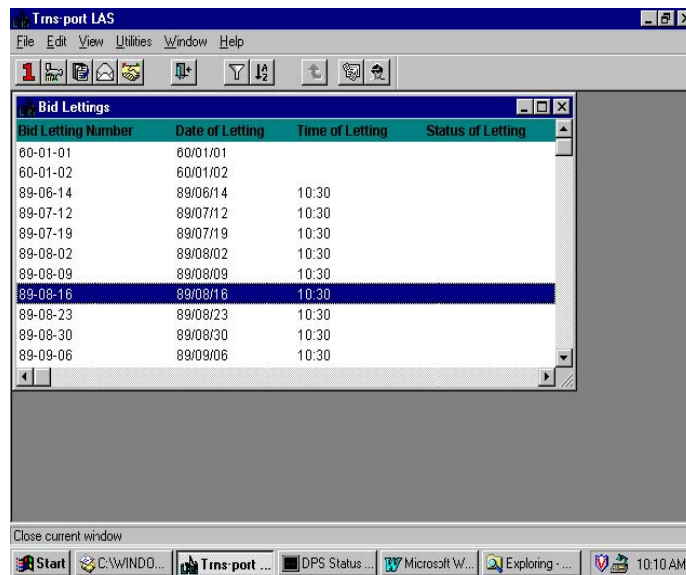 Trns·port LAS
File Edit View Utilities Window Help
Bid Lettings
Bid Letting Number Date of Letting Time of Letting Status of Letting
60-01-01 60/01/01
60-01-02 60/01/02
89-06-14 89/06/14 10:30
89-07-12 89/07/12 10:30
89-07-19 89/07/19 10:30
89-08-02 89/08/02 10:30
89-08-09 89/08/09 10:30
89-08-16 89/08/16 10:30
89-08-23 89/08/23 10:30
89-08-30 89/08/30 10:30
89-09-06 89/09/06 10:30
Close current window
Start C:\WINDO... Trns·port ... DPS Status ... Microsoft W... Exploring - ... 10:10 AM